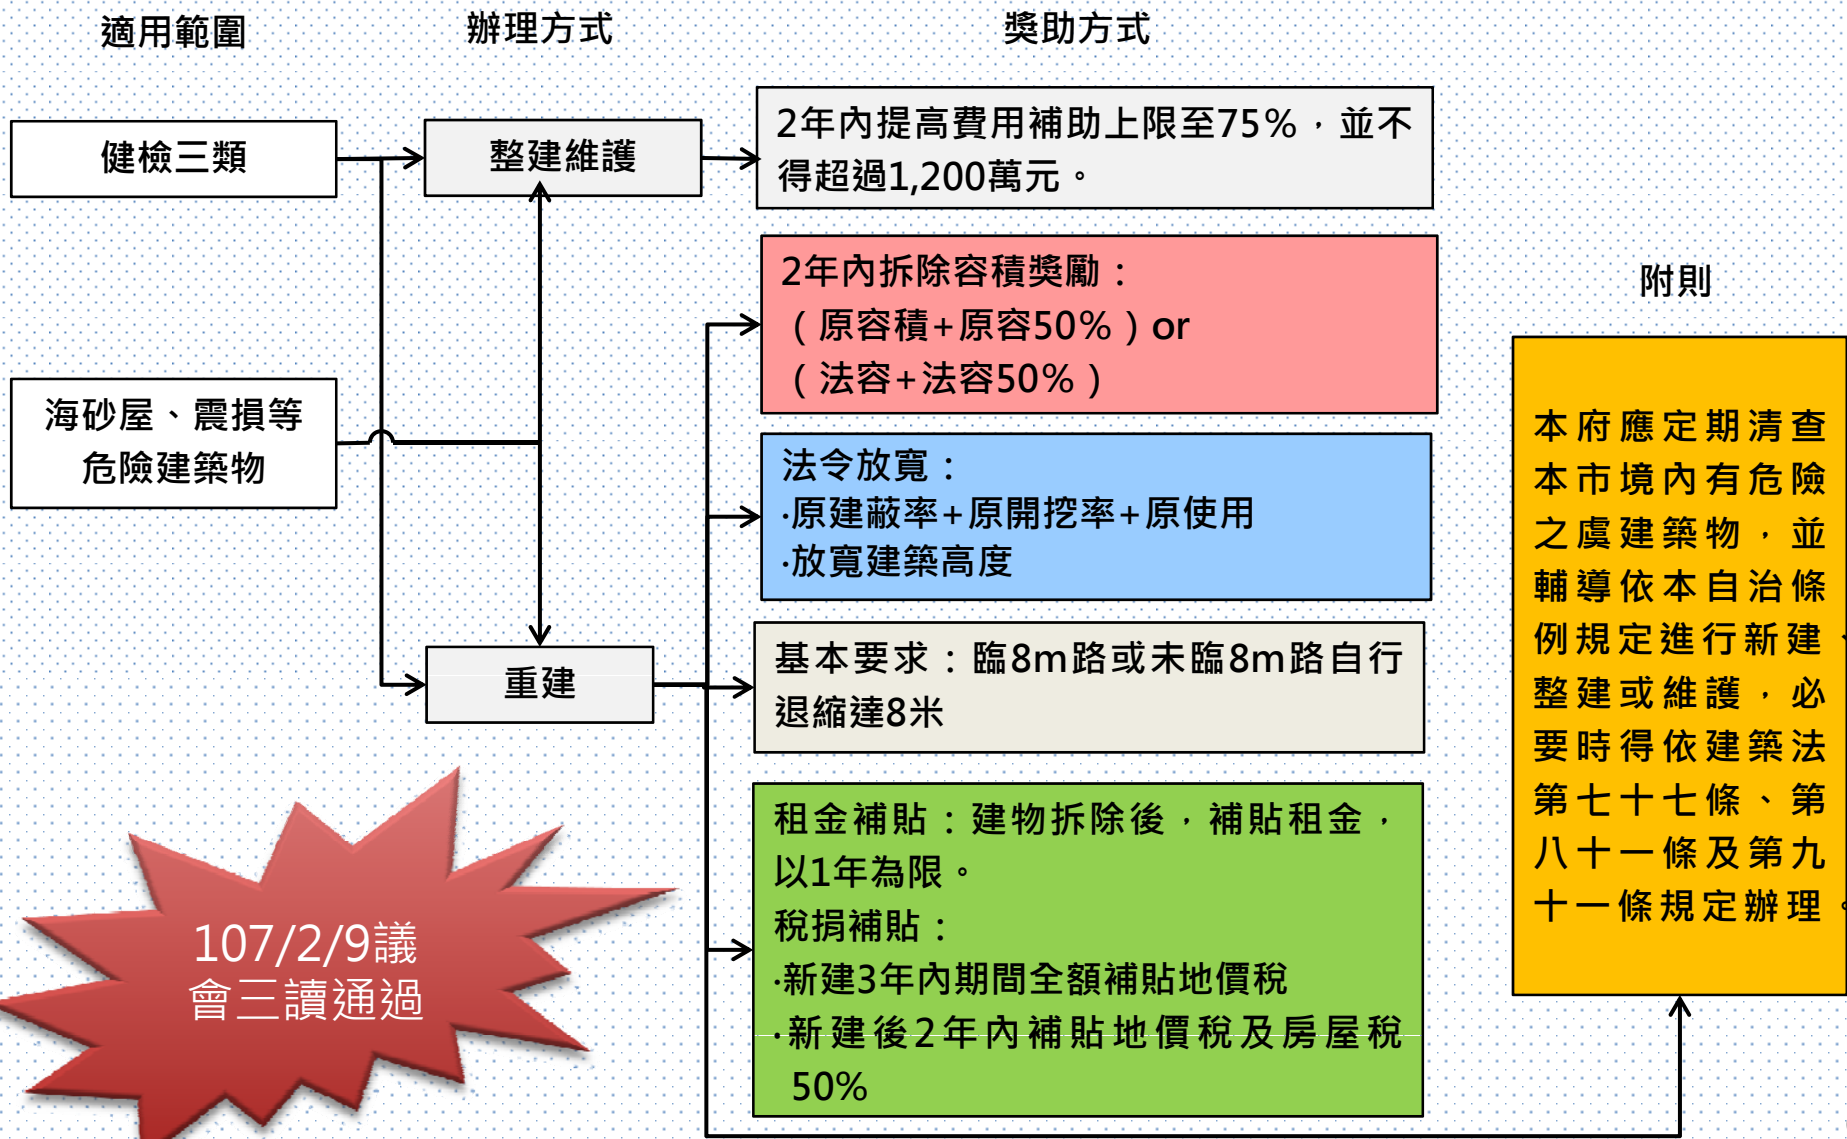 適用範圍
辦理方式
獎助方式
健檢三類
整建維護
2年內提高費用補助上限至75%，並不
得超過1,200萬元。
2年內拆除容積獎勵：
（原容積+原容50%）or
（法容+法容50%）
海砂屋、震損等
危險建築物
法令放寬：
‧原建蔽率+原開挖率+原使用
‧放寬建築高度
重建
基本要求：臨8m路或未臨8m路自行
退縮達8米
租金補貼：建物拆除後，補貼租金，
以1年為限。
稅捐補貼：
‧新建3年內期間全額補貼地價稅
‧新建後2年內補貼地價稅及房屋稅
50%
附則
本府應定期清查
本市境內有危險
之虞建築物，並
輔導依本自治條
例規定進行新建、
整建或維護，必
要時得依建築法
第七十七條、第
八十一條及第九
十一條規定辦理。
107/2/9議
會三讀通過